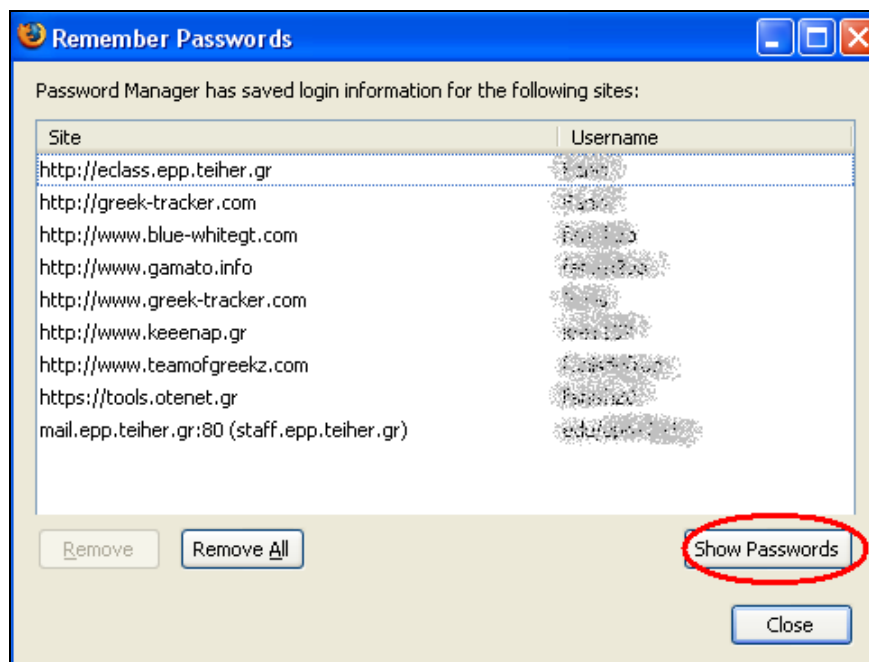 Remember Passwords
Password Manager has saved login information for the following sites:
Site Username
http://eclass.epp.teiher.gr
http://greek-tracker.com
http://www.blue-whitegt.com
http://www.gamato.info
http://www.greek-tracker.com
http://www.keeenap.gr
http://www.teamofgreekz.com
https://tools.otenet.gr
mail.epp.teiher.gr:80 (staff.epp.teiher.gr)
Remove Remove All Show Passwords
Close